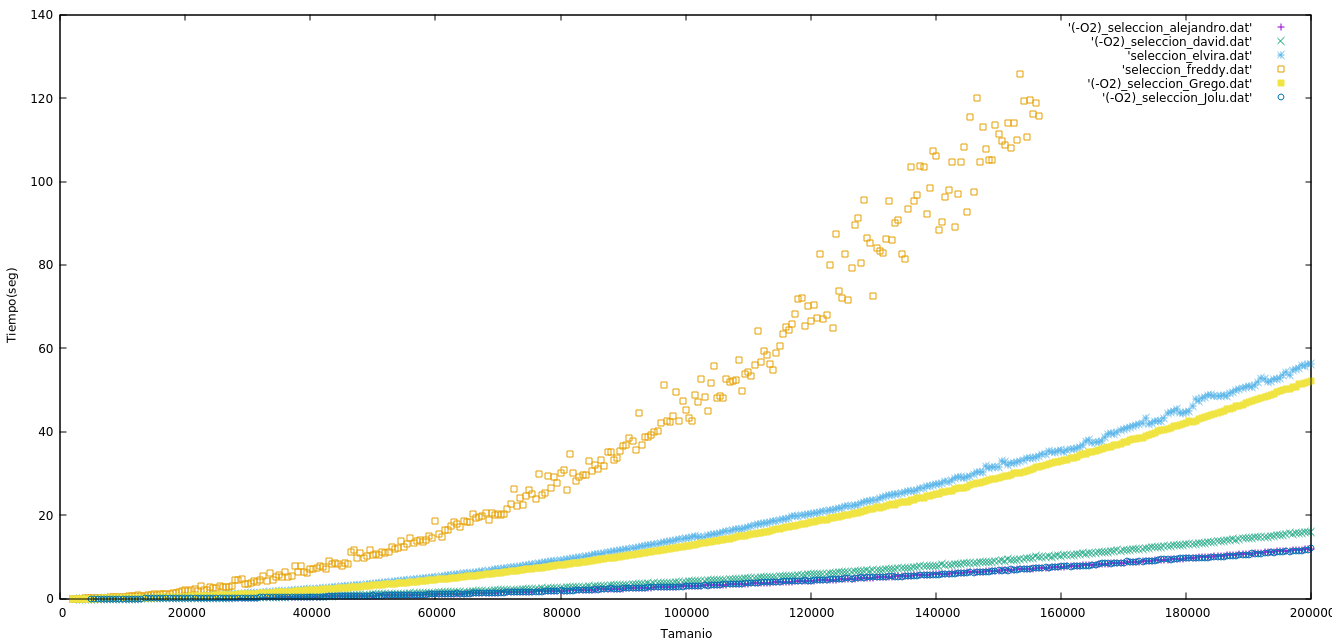 140
120
100
80
60
40
20
0
Tiempo(seg)
'(-O2)_seleccion_alejandro.dat'
'(-O2)_seleccion_david.dat'
'seleccion_elvira.dat'
'seleccion_freddy.dat'
'(-O2)_seleccion_Grego.dat'
'(-O2)_seleccion_Jolu.dat'
0 20000 40000 60000 80000 100000 120000 140000 160000 180000 200000
Tamanio